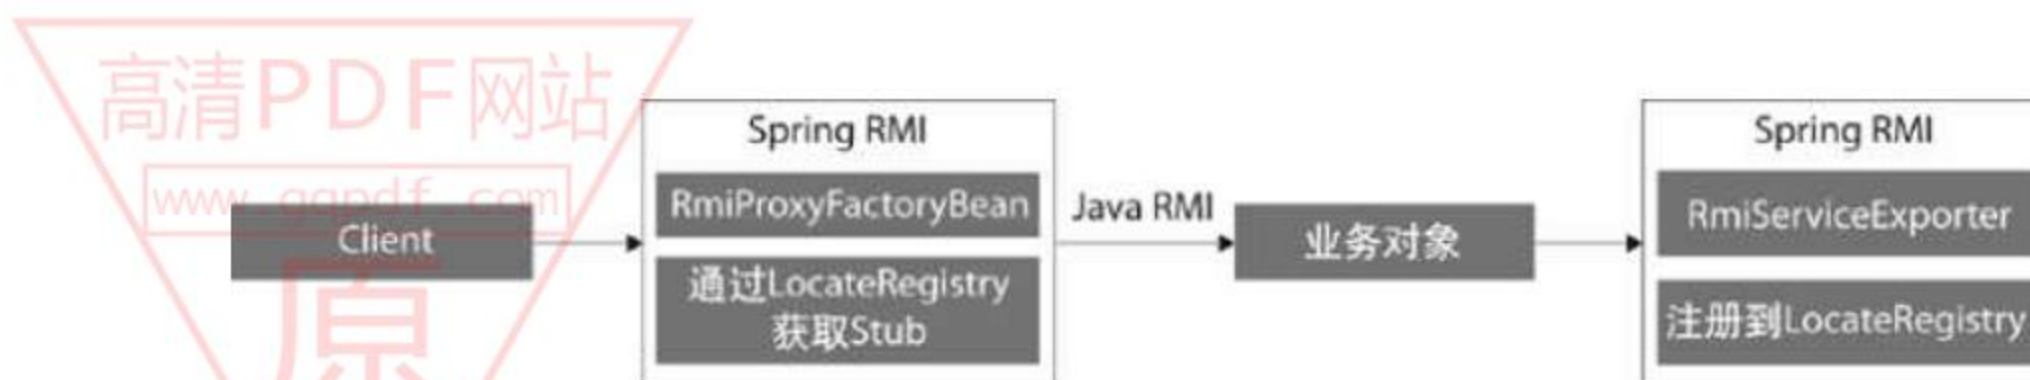 高清PDF网站
www.gqpdf.com
原
Client
Spring RMI
RmiProxyFactoryBean
通过LocateRegistry
获取Stub
Java RMI
业务对象
Spring RMI
RmiServiceExporter
注册到LocateRegistry